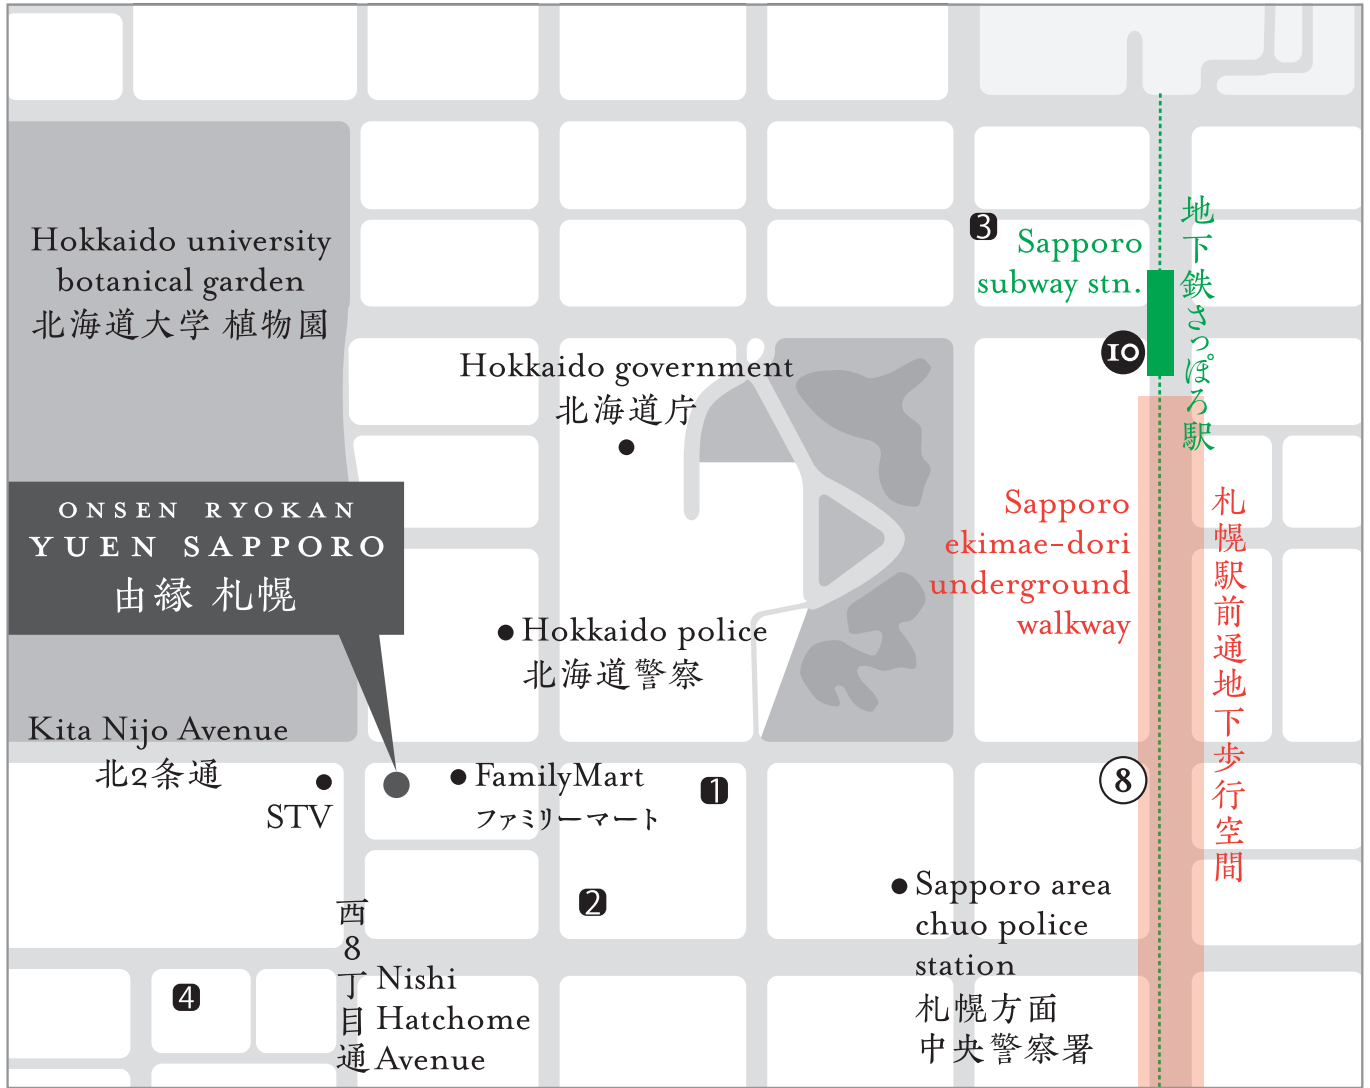 Hokkaido university
botanical garden
北海道大学 植物園
3
Sapporo
subway stn.
地下鉄さっぽろ駅
10
Hokkaido government
北海道庁
ONSEN RYOKAN
YUEN SAPPORO
由縁 札幌
Sapporo
ekimae-dori
underground
walkway
札幌駅前通地下歩行空間
Hokkaido police
北海道警察
Kita Nijo Avenue
北2条通
STV
FamilyMart
ファミリーマート
1
8
2
Sapporo area
chuo police
station
札幌方面
中央警察署
4
西8丁目通
Nishi
Hatchome
Avenue